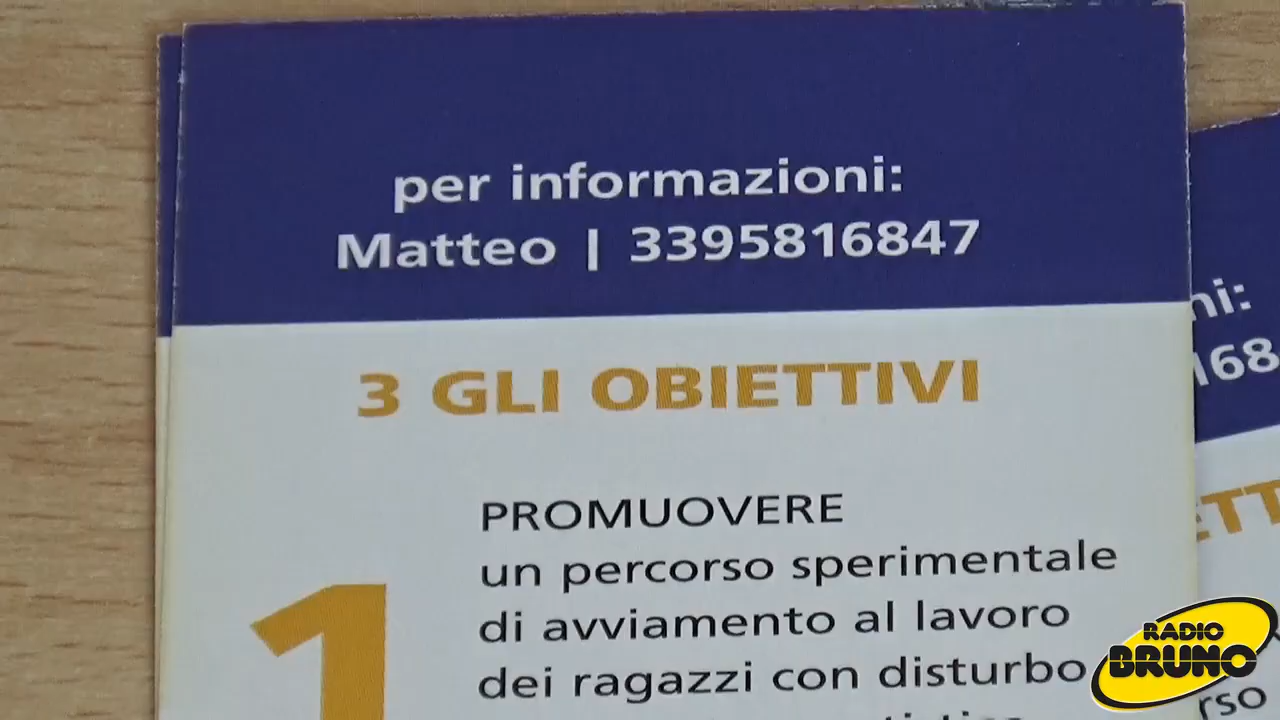 per informazioni:
Matteo | 3395816847
3 GLI OBIETTIVI
1
PROMUOVERE
un percorso sperimentale
di avviamento al lavoro
dei ragazzi con disturbo
RADIO
BRUNO